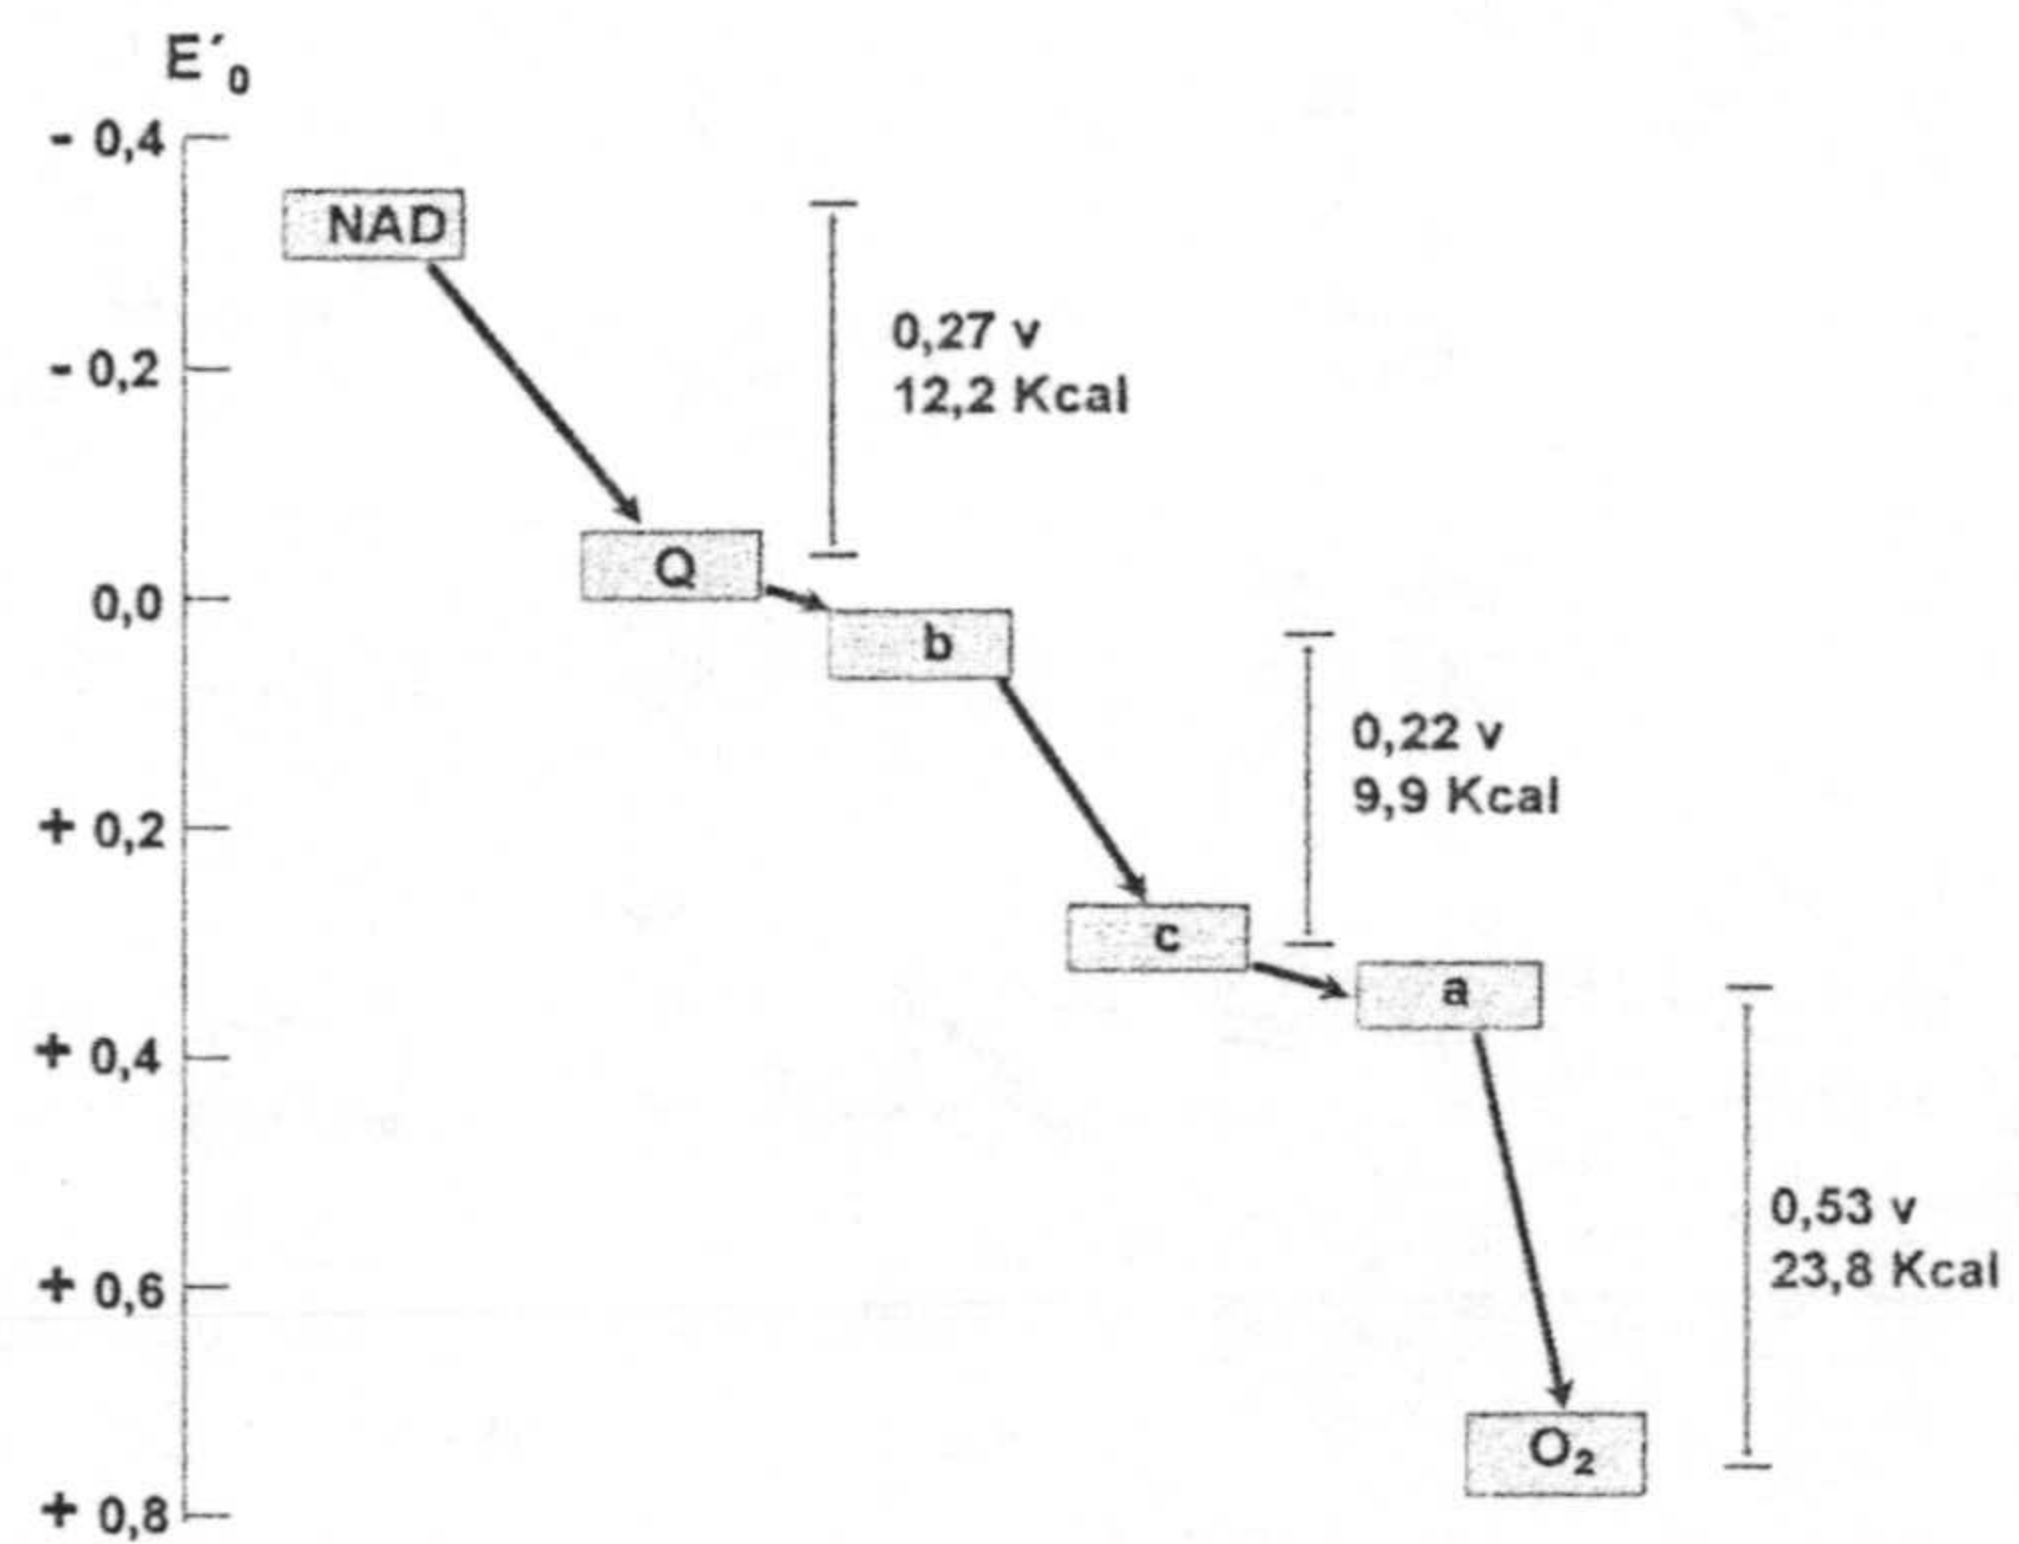 E´0
- 0,4
NAD
0,27 v
12,2 Kcal
- 0,2
Q
0,0
b
0,22 v
9,9 Kcal
+ 0,2
c
a
+ 0,4
0,53 v
23,8 Kcal
+ 0,6
O2
+ 0,8